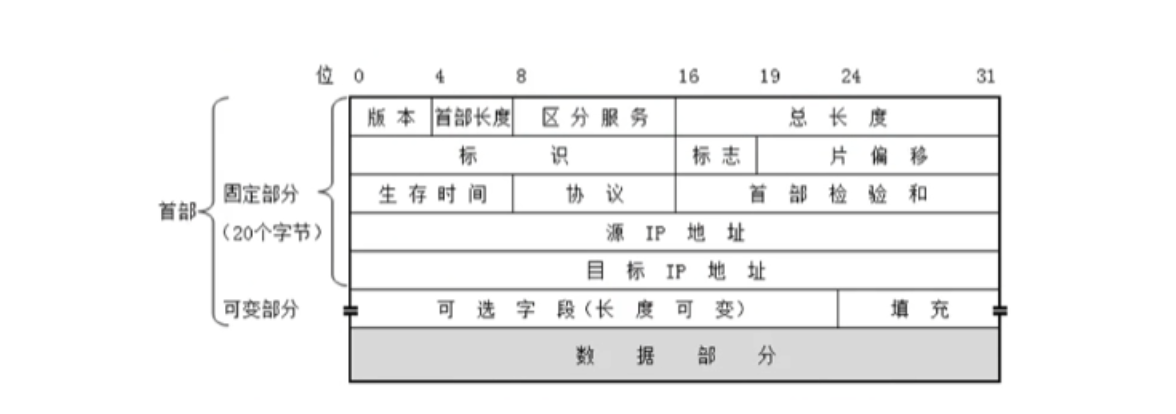 位 0 4 8 16 19 24 31
版本 首部长度 区分服务 总长度
标识 标志 片偏移
固定部分 生存时间 协议 首部检验和
首部
(20个字节) 源 IP 地址
目标 IP 地址
可变部分 可选字段(长度可变) 填充
数据部分